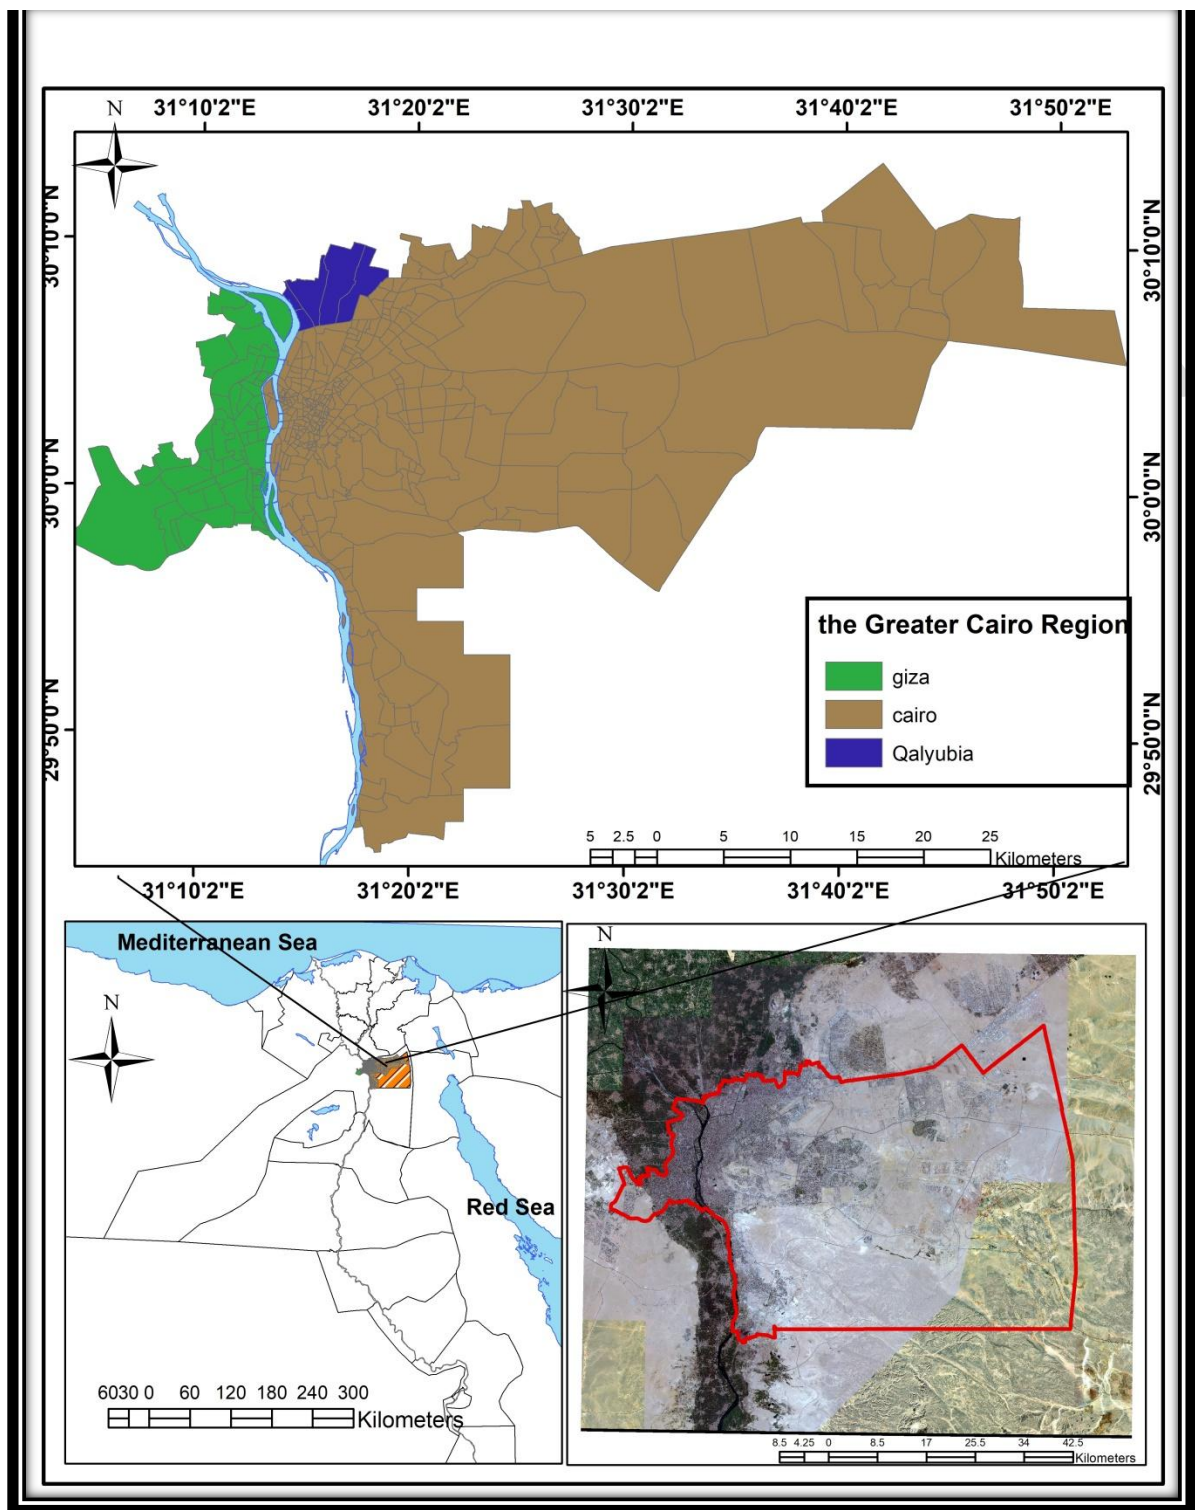 31°10'2"E 31°20'2"E 31°30'2"E 31°40'2"E 31°50'2"E
N
30°10'0"N
30°10'0"N
30°0'0"N
30°0'0"N
the Greater Cairo Region
giza
cairo
Qalyubia
29°50'0"N
29°50'0"N
5 2.5 0 5 10 15 20 25
Kilometers
31°10'2"E 31°20'2"E 31°30'2"E 31°40'2"E 31°50'2"E
Mediterranean Sea
N
Red Sea
6030 0 60 120 180 240 300
Kilometers
N
8.5 4.25 0 8.5 17 25.5 34 42.5
Kilometers